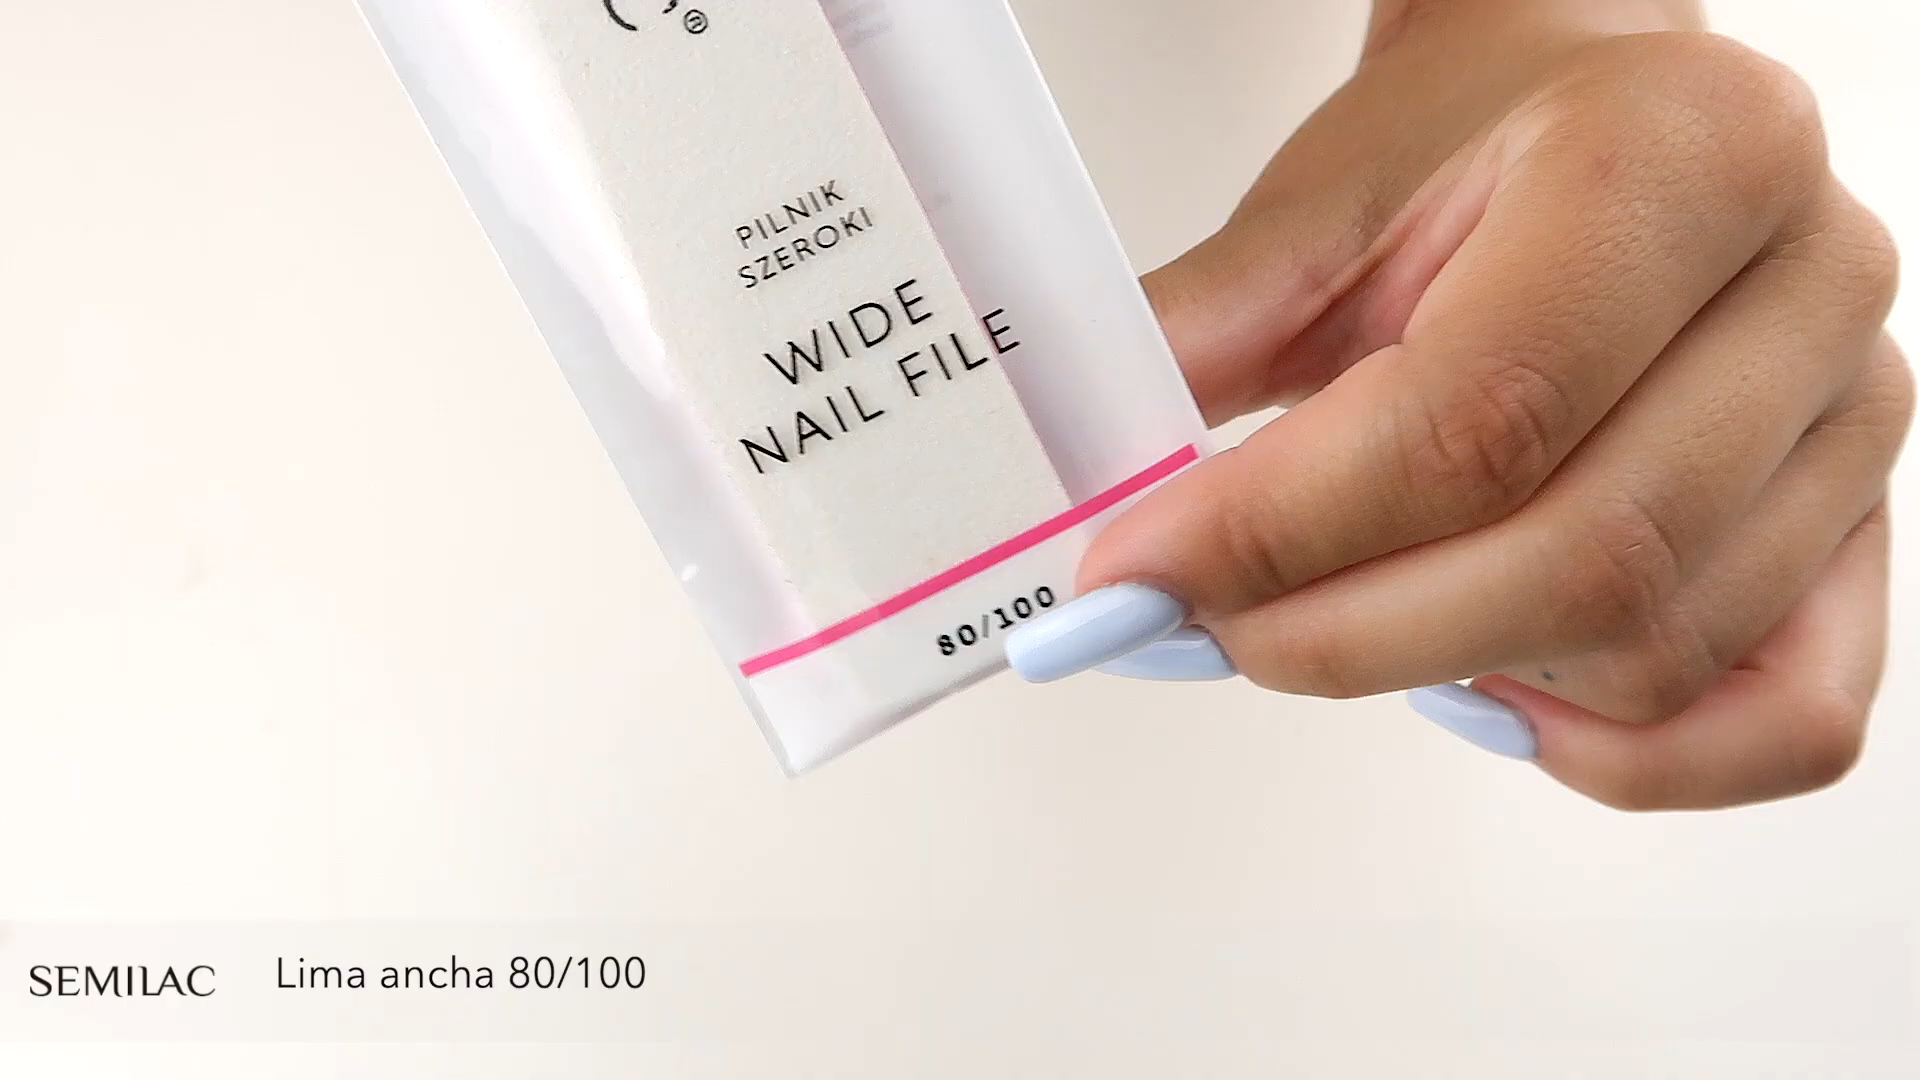 PILNIK
SZEROKI
WIDE
NAIL FILE
80/100
SEMILAC Lima ancha 80/100